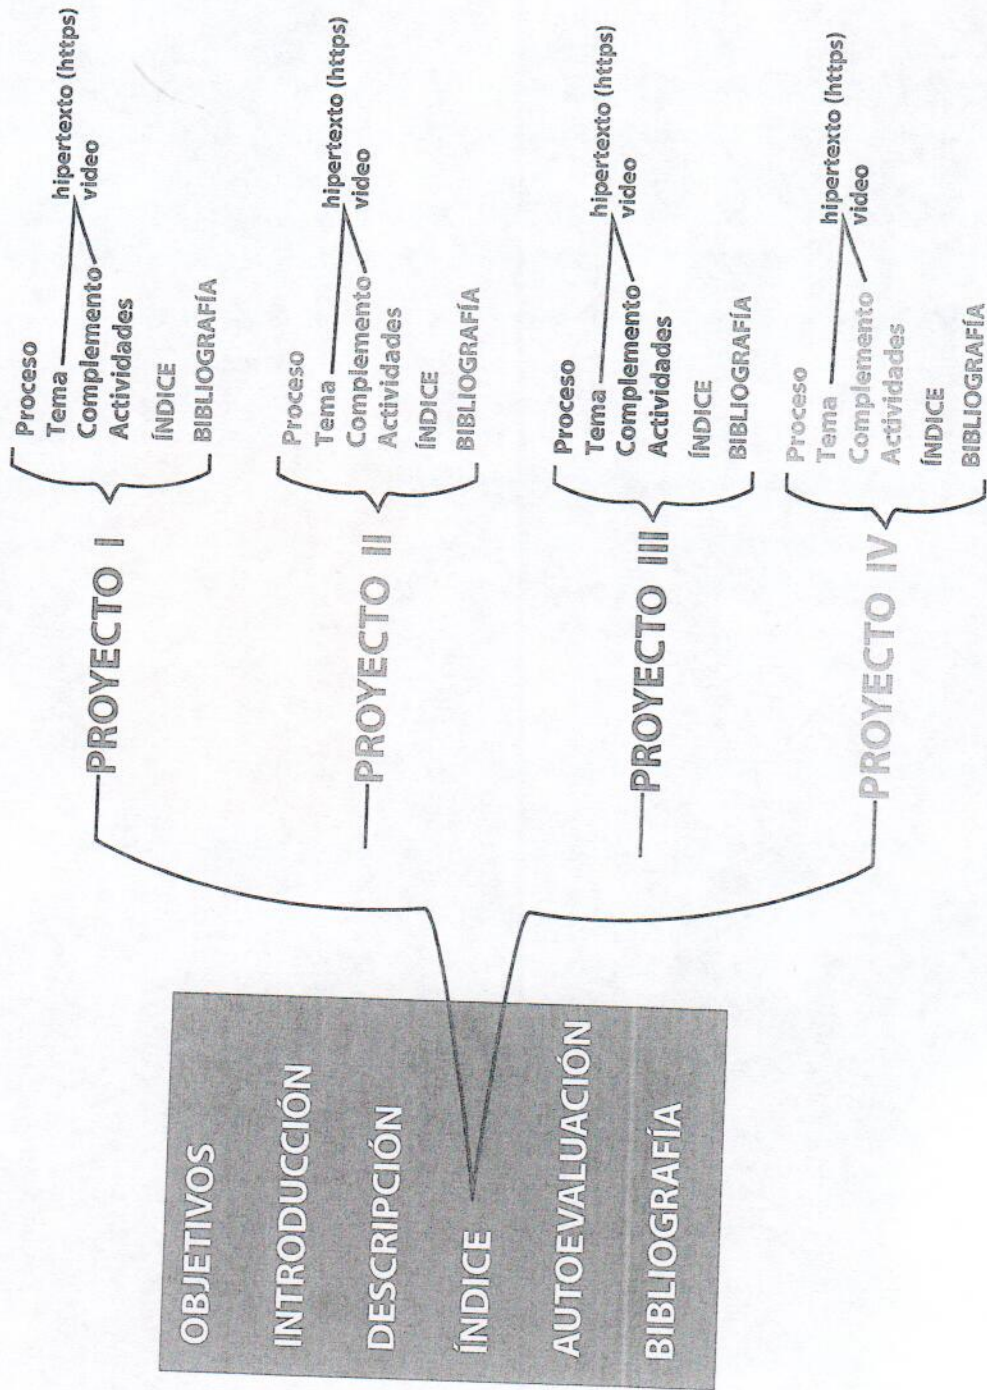 OBJETIVOS
INTRODUCCIÓN
DESCRIPCIÓN
ÍNDICE
AUTOEVALUACIÓN
BIBLIOGRAFÍA
PROYECTO I
Proceso
Tema
Complemento
Actividades
hipertexto (https)
video
ÍNDICE
BIBLIOGRAFÍA
PROYECTO II
Proceso
Tema
Complemento
Actividades
hipertexto (https)
video
ÍNDICE
BIBLIOGRAFÍA
PROYECTO III
Proceso
Tema
Complemento
Actividades
hipertexto (https)
video
ÍNDICE
BIBLIOGRAFÍA
PROYECTO IV
Proceso
Tema
Complemento
Actividades
hipertexto (https)
video
ÍNDICE
BIBLIOGRAFÍA